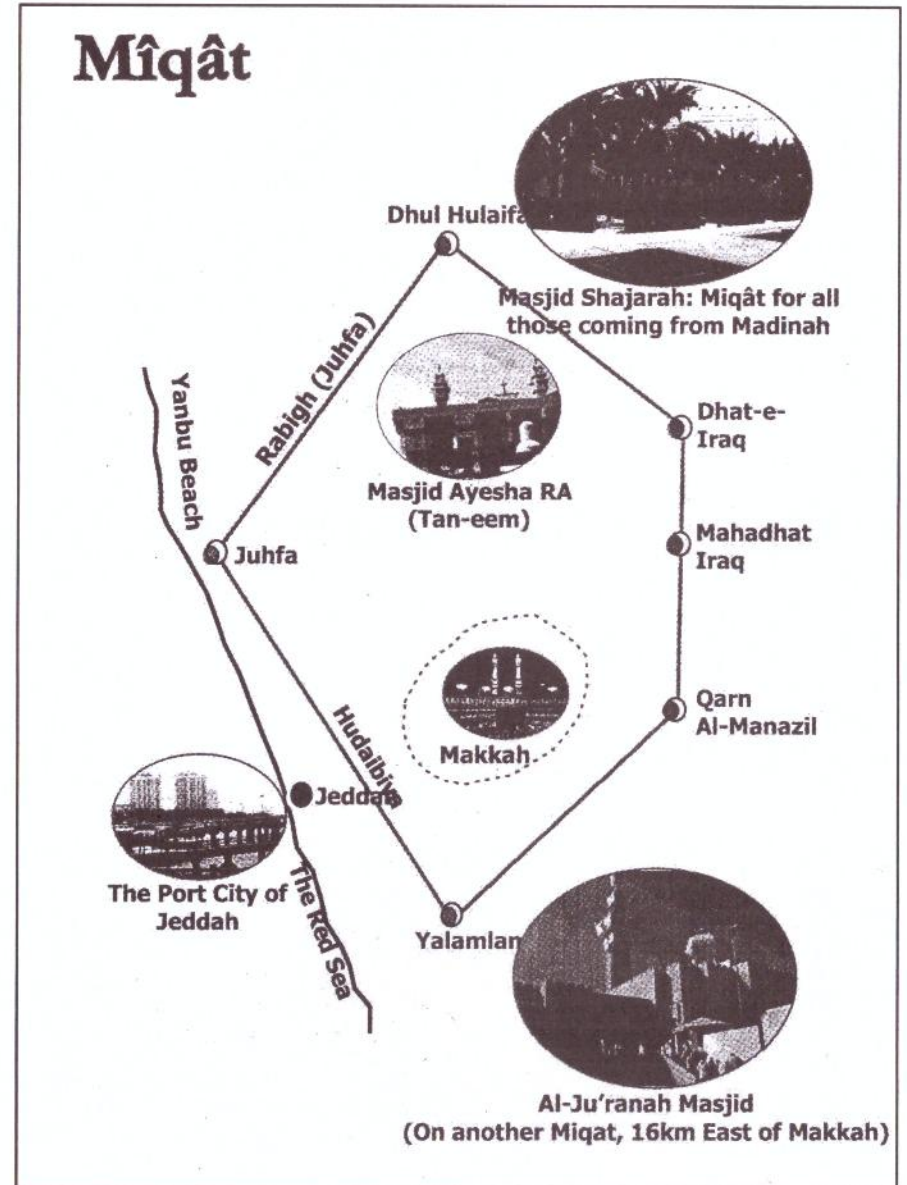 Mîqât
Dhul Hulaifa
Masjid Shajarah: Miqât for all
those coming from Madinah
Rabigh (Juhfa)
Yanbu Beach
Masjid Ayesha RA
(Tan-eem)
Dhat-e-
Iraq
Mahadhat
Iraq
Juhfa
Qarn
Al-Manazil
Makkah
Hudaibiya
Jeddah
The Port City of
Jeddah
The Red Sea
Yalamlan
Al-Ju'ranah Masjid
(On another Miqat, 16km East of Makkah)